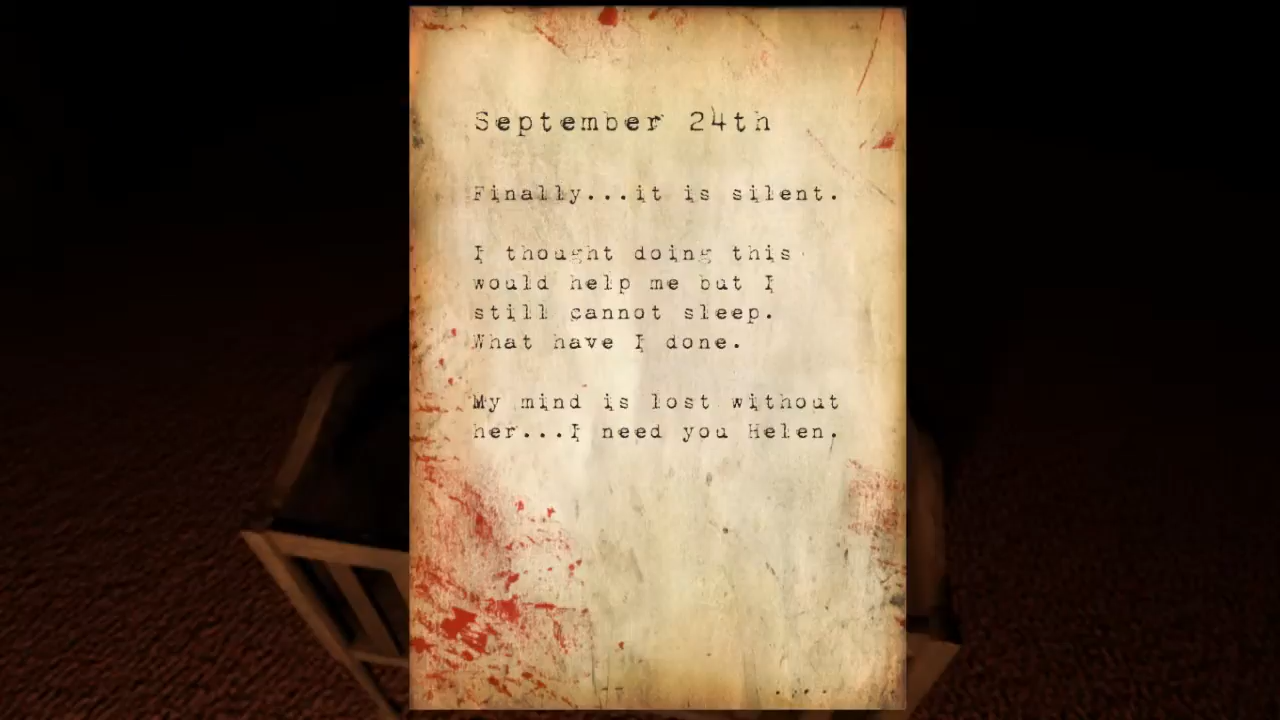 September 24th
Finally...it is silent.
I thought doing this
would help me but I
still cannot sleep.
What have I done.
My mind is lost without
her...I need you Helen.